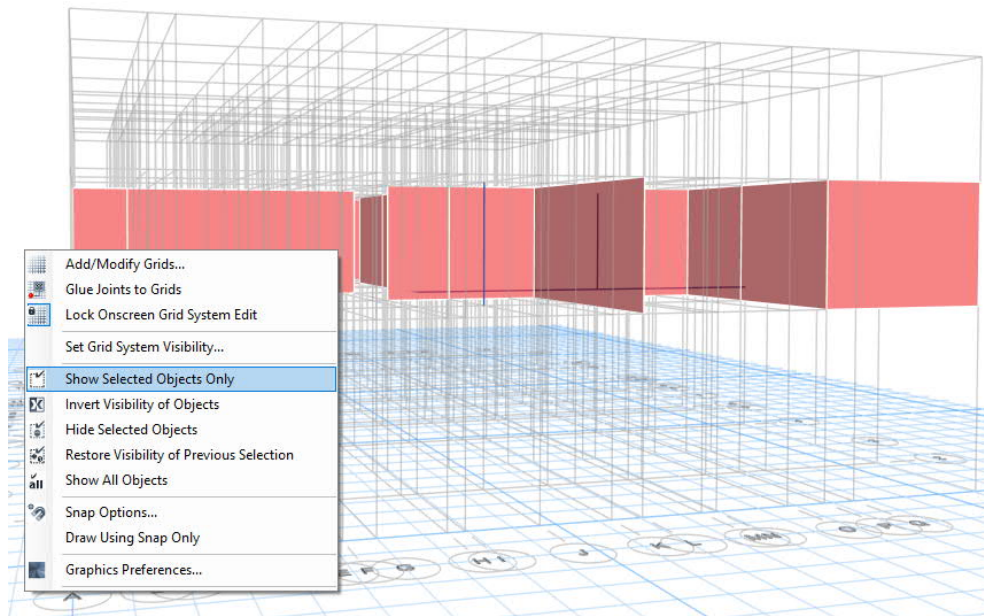 Add/Modify Grids...
Glue Joints to Grids
Lock Onscreen Grid System Edit
Set Grid System Visibility...
Show Selected Objects Only
Invert Visibility of Objects
Hide Selected Objects
Restore Visibility of Previous Selection
all Show All Objects
Snap Options...
Draw Using Snap Only
Graphics Preferences...
A E F G H I J K L M O P Q